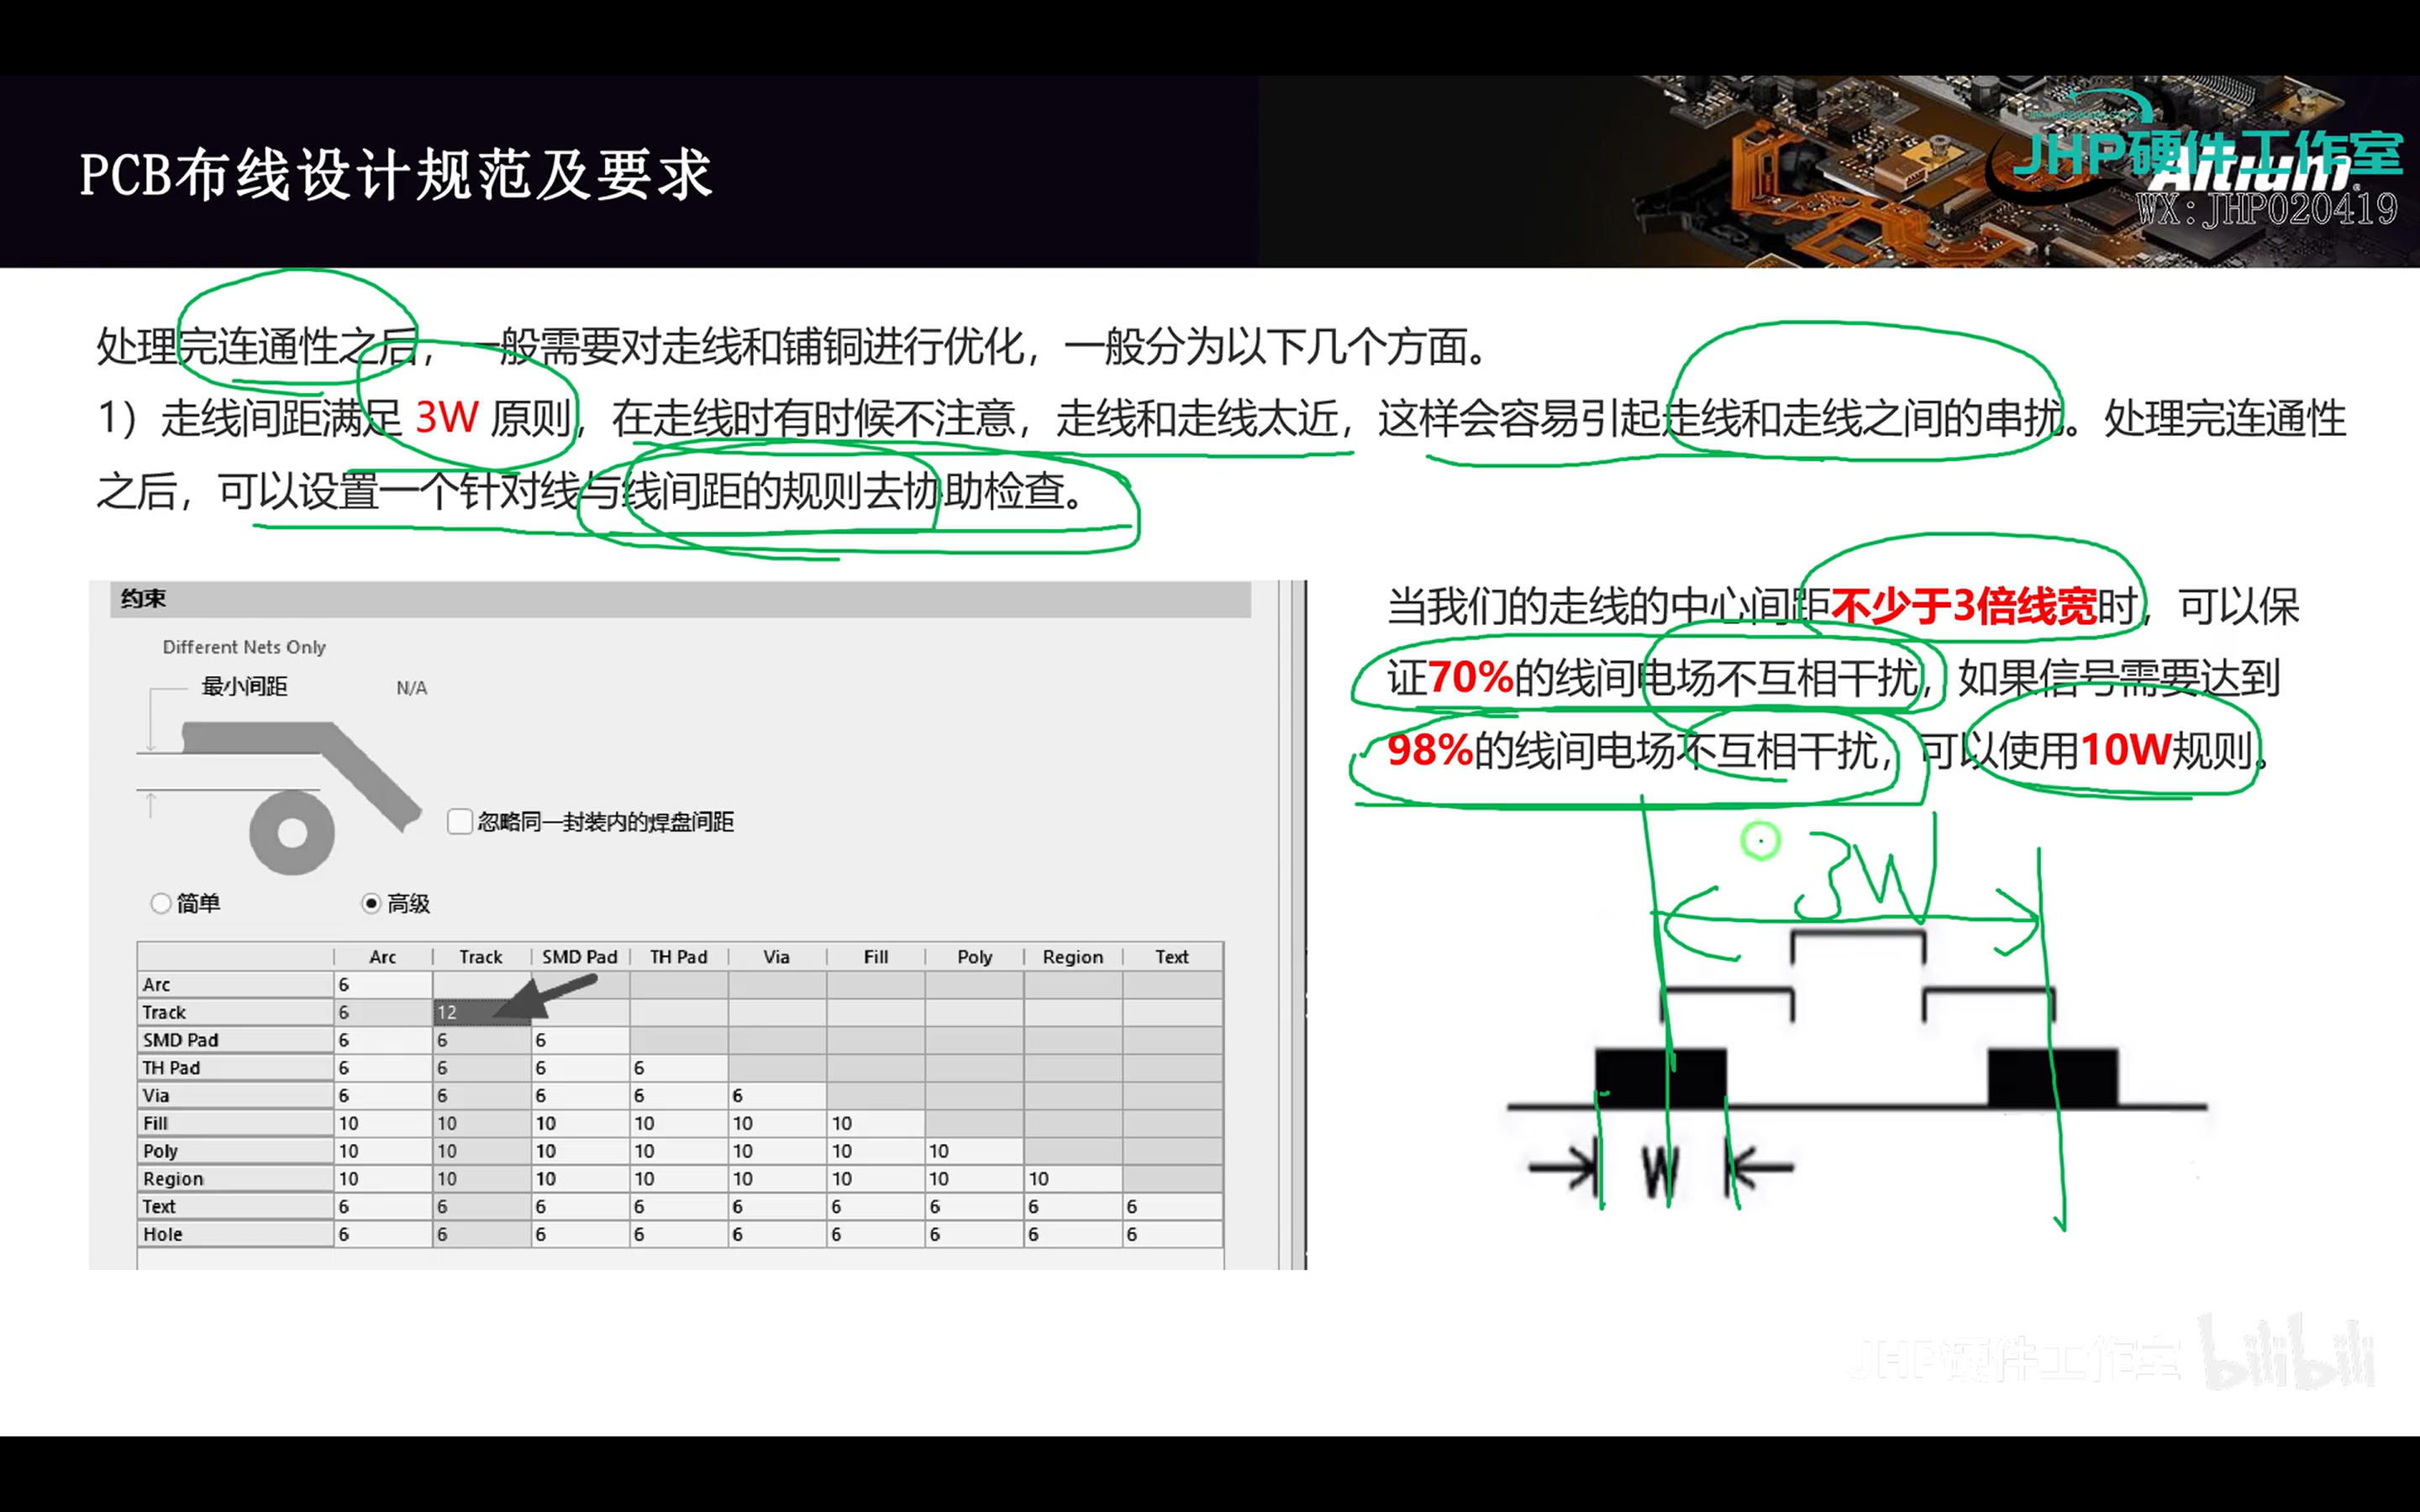 PCB布线设计规范及要求
JHP硬件工作室
Altium
WX:JHP020419
处理完连通性之后，一般需要对走线和铺铜进行优化，一般分为以下几个方面。
1）走线间距满足 3W 原则，在走线时有时候不注意，走线和走线太近，这样会容易引起走线和走线之间的串扰。处理完连通性
之后，可以设置一个针对线与线间距的规则去协助检查。
约束
Different Nets Only
最小间距 N/A
忽略同一封装内的焊盘间距
简单 高级
Arc Track SMD Pad TH Pad Via Fill Poly Region Text
Arc 6
Track 6 12
SMD Pad 6 6 6
TH Pad 6 6 6 6
Via 6 6 6 6 6
Fill 10 10 10 10 10 10
Poly 10 10 10 10 10 10 10
Region 10 10 10 10 10 10 10 10
Text 6 6 6 6 6 6 6 6 6
Hole 6 6 6 6 6 6 6 6 6
当我们的走线的中心间距不少于3倍线宽时，可以保
证70%的线间电场不互相干扰，如果信号需要达到
98%的线间电场不互相干扰，可以使用10W规则。
3W
W
JHP硬件工作室 bilibili